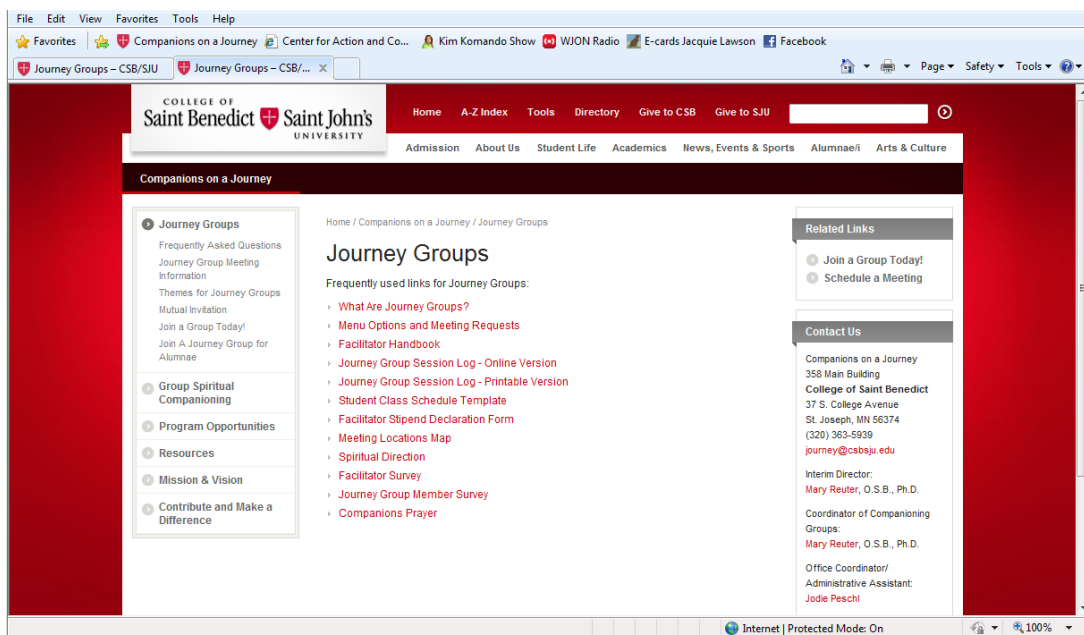 File Edit View Favorites Tools Help
Favorites Companions on a Journey Center for Action and Co... Kim Komando Show WJON Radio E-cards Jacquie Lawson Facebook
Journey Groups – CSB/SJU Journey Groups – CSB/... X Page Safety Tools
COLLEGE OF
Saint Benedict Saint John's
UNIVERSITY
Home A-Z Index Tools Directory Give to CSB Give to SJU
Admission About Us Student Life Academics News, Events & Sports Alumnae/i Arts & Culture
Companions on a Journey
Journey Groups
Frequently Asked Questions
Journey Group Meeting
Information
Themes for Journey Groups
Mutual Invitation
Join a Group Today!
Join A Journey Group for
Alumnae
Group Spiritual
Companioning
Program Opportunities
Resources
Mission & Vision
Contribute and Make a
Difference
Home / Companions on a Journey / Journey Groups
Journey Groups
Frequently used links for Journey Groups:
What Are Journey Groups?
Menu Options and Meeting Requests
Facilitator Handbook
Journey Group Session Log - Online Version
Journey Group Session Log - Printable Version
Student Class Schedule Template
Facilitator Stipend Declaration Form
Meeting Locations Map
Spiritual Direction
Facilitator Survey
Journey Group Member Survey
Companions Prayer
Related Links
Join a Group Today!
Schedule a Meeting
Contact Us
Companions on a Journey
358 Main Building
College of Saint Benedict
37 S. College Avenue
St. Joseph, MN 56374
(320) 363-5939
journey@csbsju.edu
Interim Director:
Mary Reuter, O.S.B., Ph.D.
Coordinator of Companioning
Groups:
Mary Reuter, O.S.B., Ph.D.
Office Coordinator/
Administrative Assistant:
Jodie Peschl
Internet | Protected Mode: On 100%